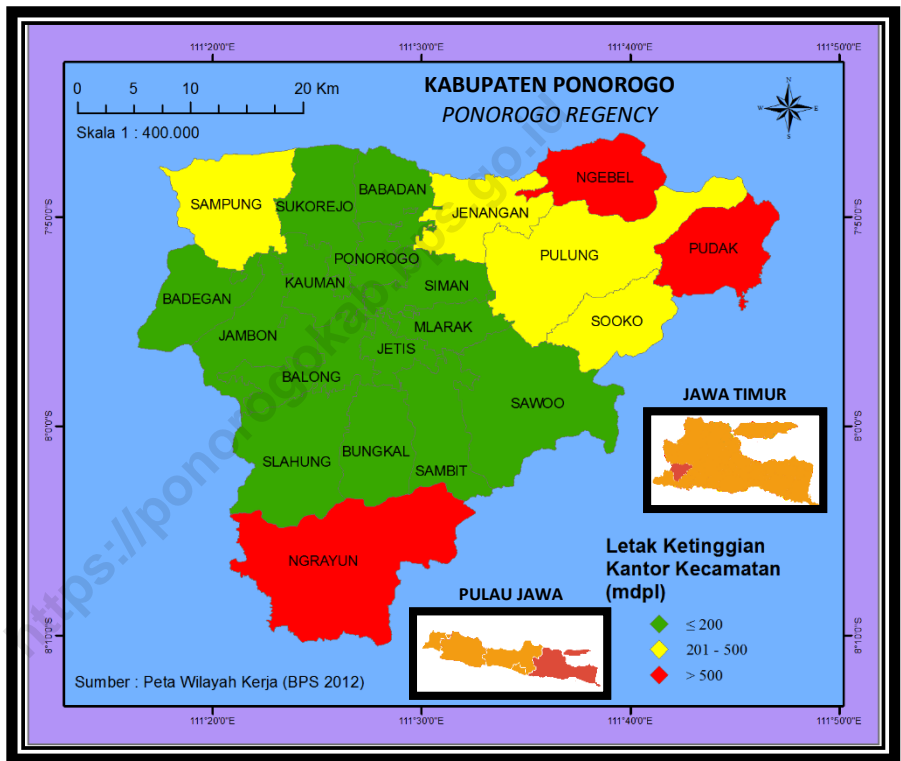 111°20'0"E 111°30'0"E 111°40'0"E 111°50'0"E
0 5 10 20 Km
Skala 1 : 400.000
KABUPATEN PONOROGO
PONOROGO REGENCY
N
W E
S
7°50'0"S 7°50'0"S
NGEBEL
BABADAN
SAMPUNG
SUKOREJO
JENANGAN
PUDAK
PULUNG
PONOROGO
KAUMAN
SIMAN
BADEGAN
SOOKO
MLARAK
JAMBON
JETIS
BALONG
SAWOO
JAWA TIMUR
8°0'0"S 8°0'0"S
BUNGKAL
SLAHUNG
SAMBIT
NGRAYUN
Letak Ketinggian
Kantor Kecamatan
(mdpl)
≤ 200
201 - 500
> 500
PULAU JAWA
8°10'0"S 8°10'0"S
Sumber : Peta Wilayah Kerja (BPS 2012)
111°20'0"E 111°30'0"E 111°40'0"E 111°50'0"E
https://ponorogokab.bps.go.id